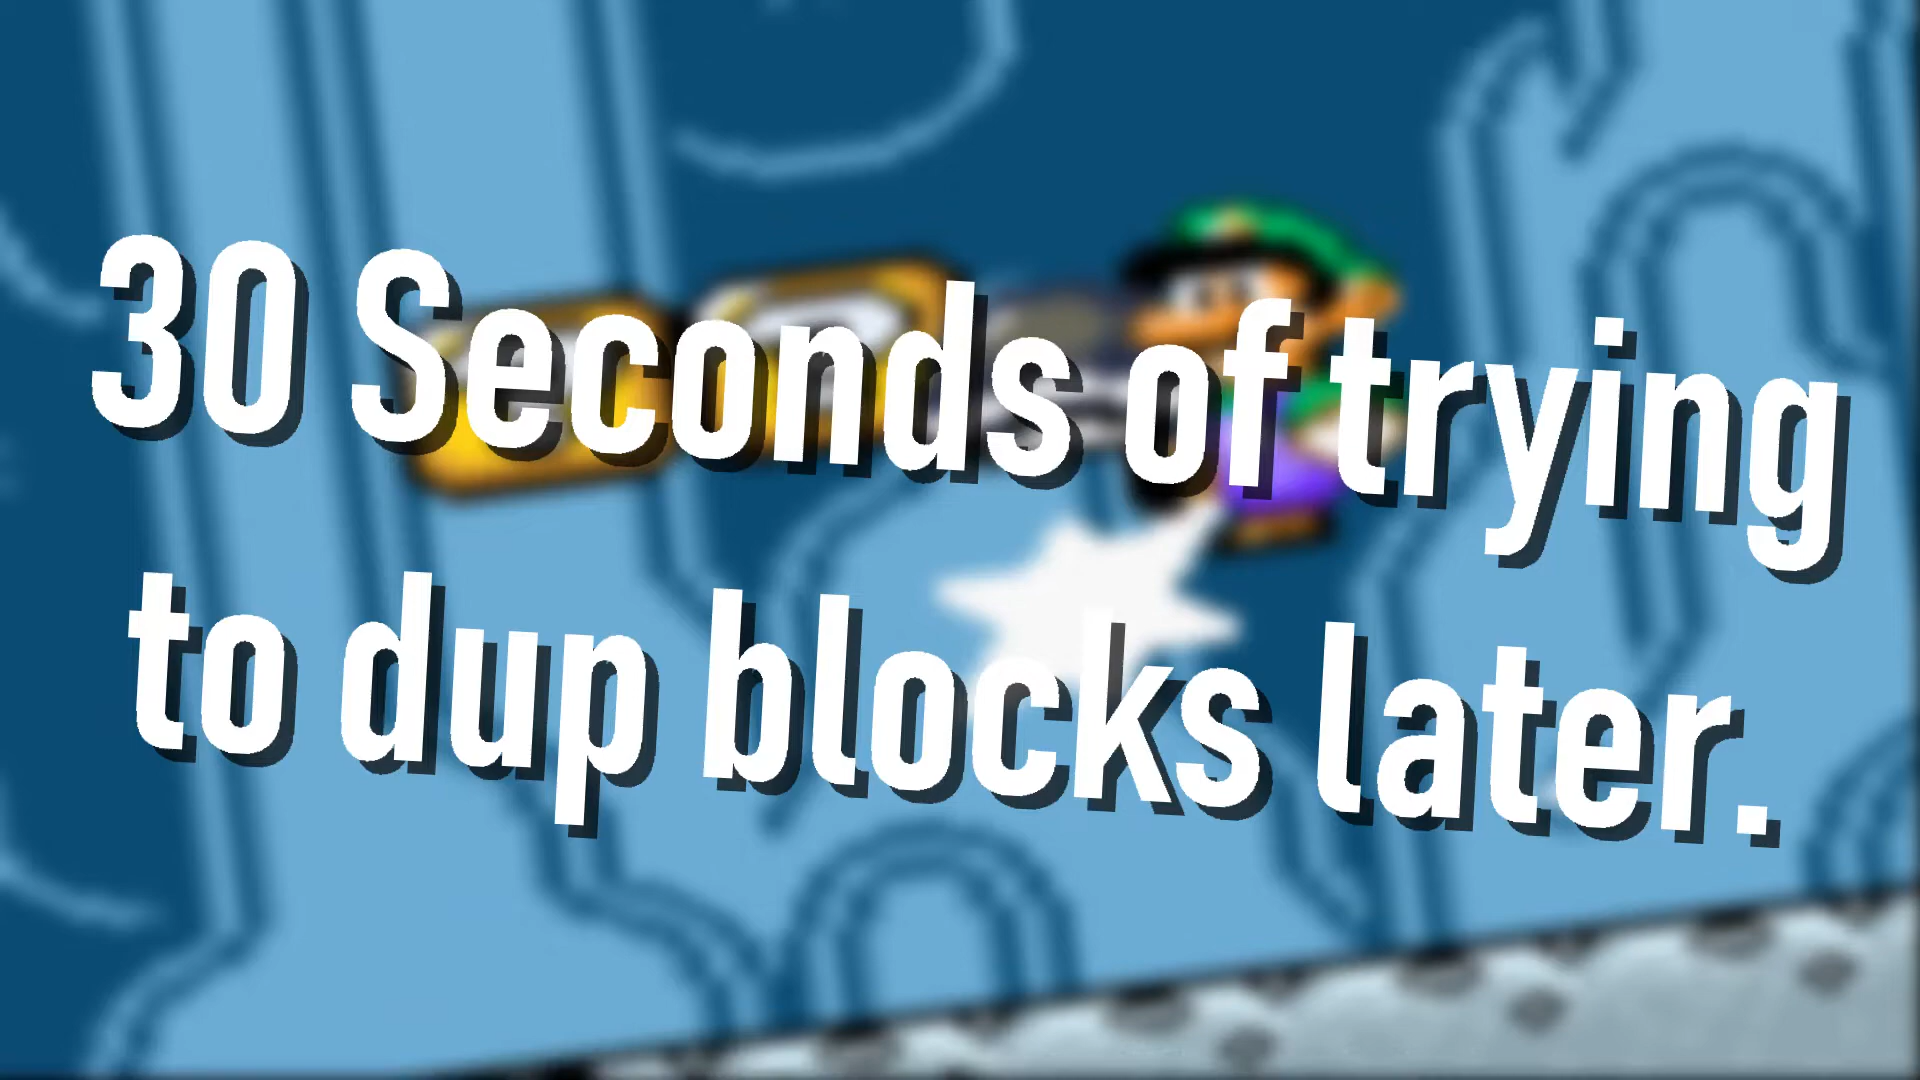 30 Seconds of trying
to dup blocks later.